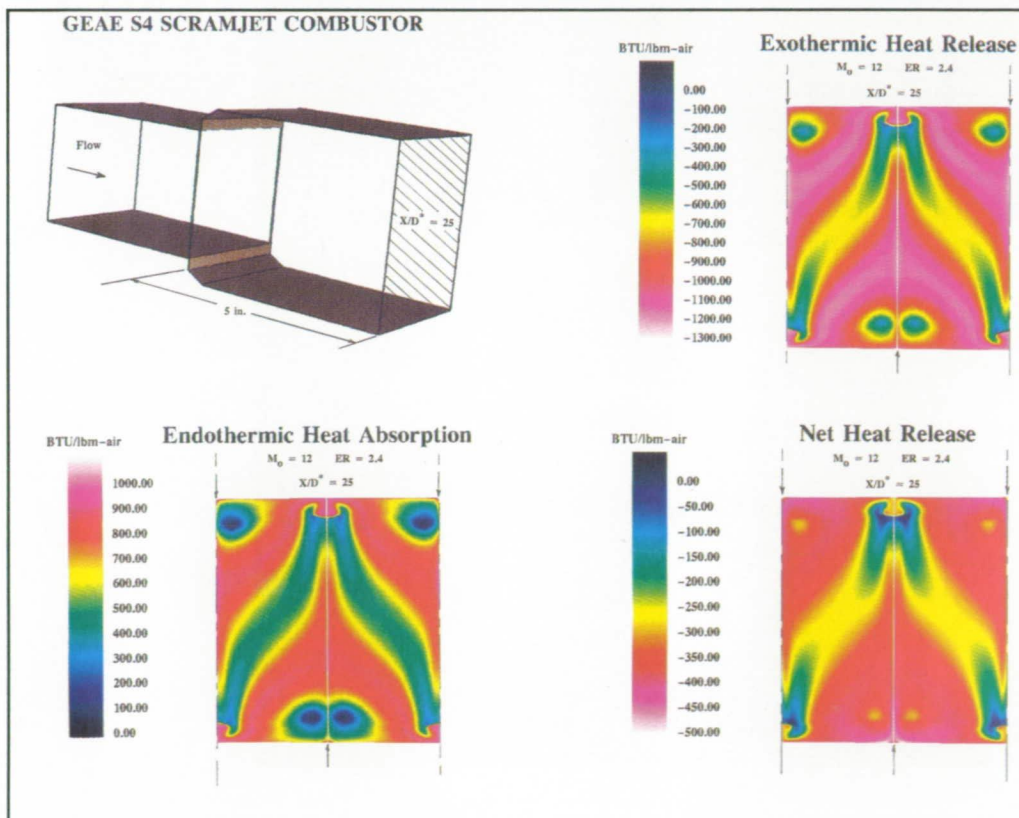 GEAE S4 SCRAMJET COMBUSTOR
Flow
X/D* = 25
5 in.
BTU/lbm-air
Exothermic Heat Release
M₀ = 12 ER = 2.4
X/D* = 25
0.00
-100.00
-200.00
-300.00
-400.00
-500.00
-600.00
-700.00
-800.00
-900.00
-1000.00
-1100.00
-1200.00
-1300.00
BTU/lbm-air
Endothermic Heat Absorption
M₀ = 12 ER = 2.4
X/D* = 25
1000.00
900.00
800.00
700.00
600.00
500.00
400.00
300.00
200.00
100.00
0.00
BTU/lbm-air
Net Heat Release
M₀ = 12 ER = 2.4
X/D* = 25
0.00
-50.00
-100.00
-150.00
-200.00
-250.00
-300.00
-350.00
-400.00
-450.00
-500.00